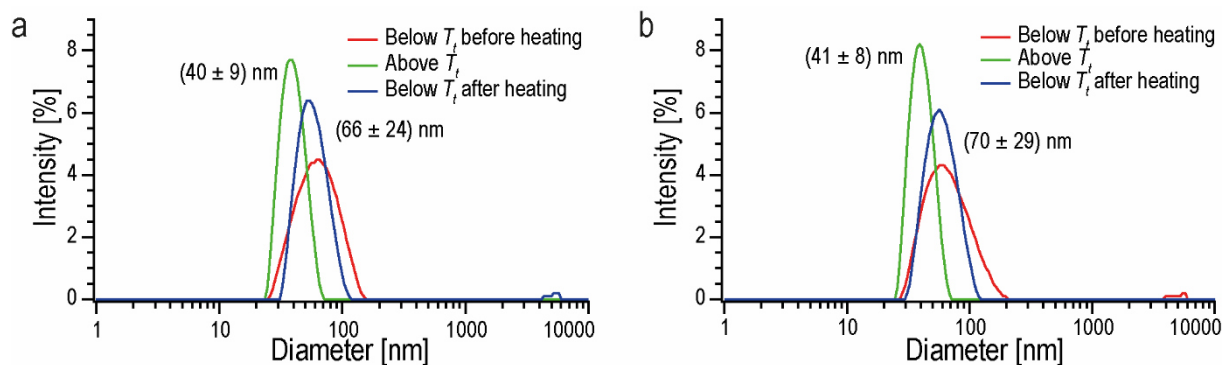 a
Below Tt before heating
Above Tt
Below Tt after heating
(40 ± 9) nm
(66 ± 24) nm
Intensity [%]
8
6
4
2
0
1
10
100
1000
10000
Diameter [nm]
b
Below Tt before heating
Above Tt
Below Tt after heating
(41 ± 8) nm
(70 ± 29) nm
Intensity [%]
8
6
4
2
0
1
10
100
1000
10000
Diameter [nm]